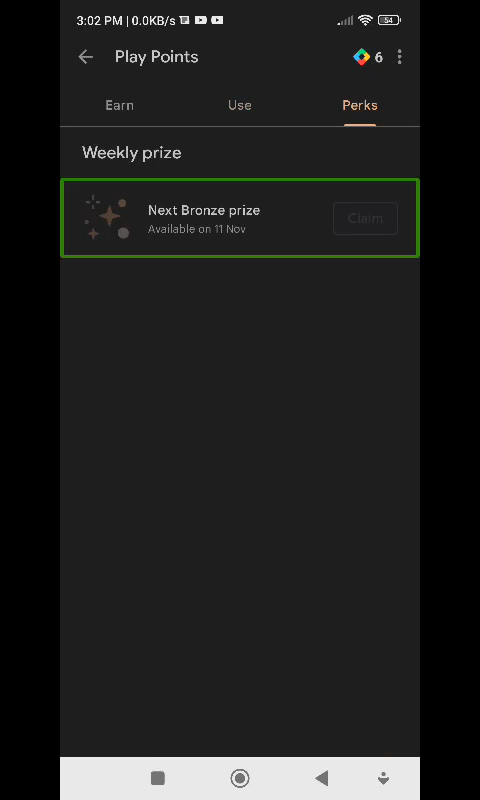 3:02 PM | 0.0KB/s
54
Play Points
6
Earn
Use
Perks
Weekly prize
Next Bronze prize
Available on 11 Nov
Claim